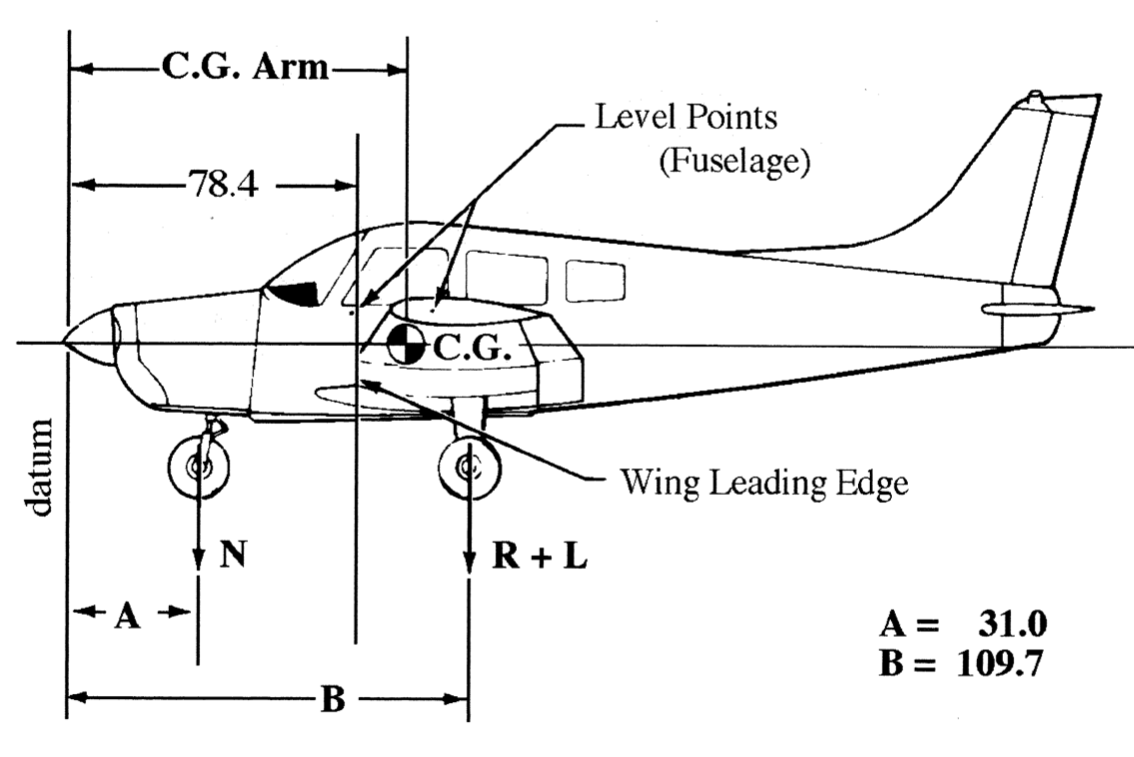 C.G. Arm
Level Points
(Fuselage)
78.4
C.G.
datum
Wing Leading Edge
N
R + L
A
A = 31.0
B = 109.7
B